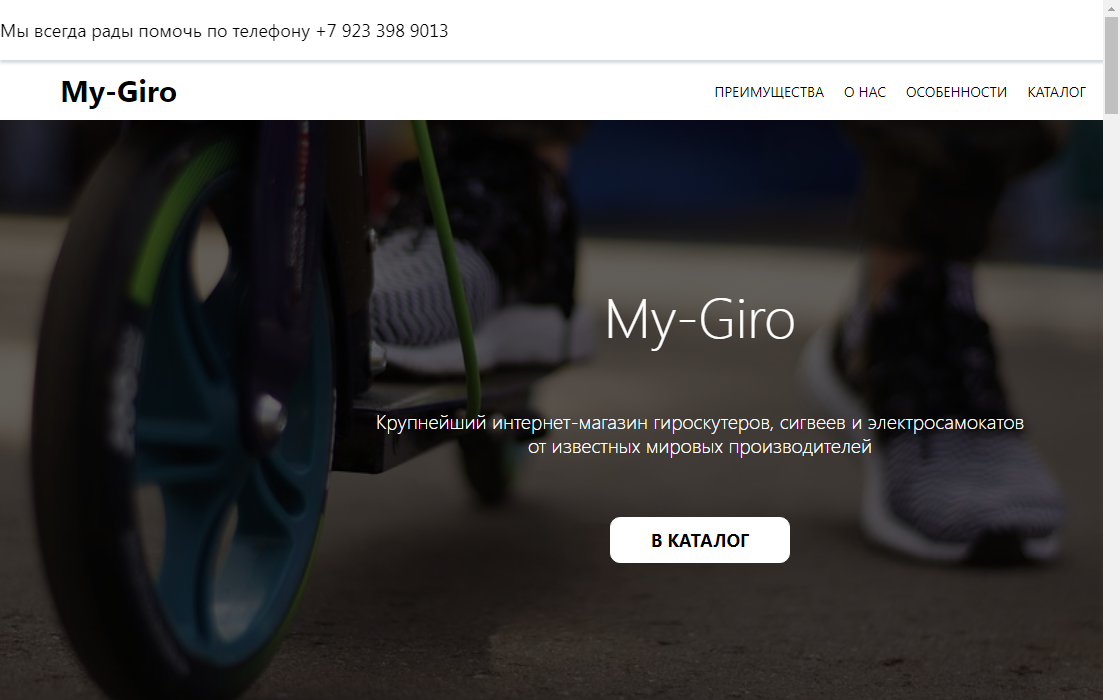 Мы всегда рады помочь по телефону +7 923 398 9013
My-Giro
ПРЕИМУЩЕСТВА
О НАС
ОСОБЕННОСТИ
КАТАЛОГ
My-Giro
Крупнейший интернет-магазин гироскутеров, сигвеев и электросамокатов
от известных мировых производителей
В КАТАЛОГ